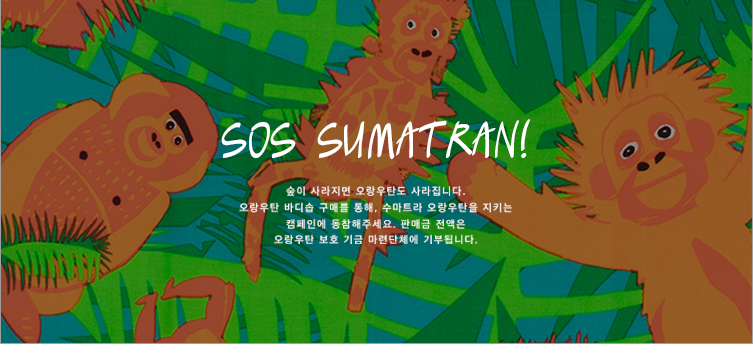 SOS SUMATRAN!
숲이 사라지면 오랑우탄도 사라집니다.
오랑우탄 바디솝 구매를 통해, 수마트라 오랑우탄을 지키는
캠페인에 동참해주세요. 판매금 전액은
오랑우탄 보호 기금 마련단체에 기부됩니다.